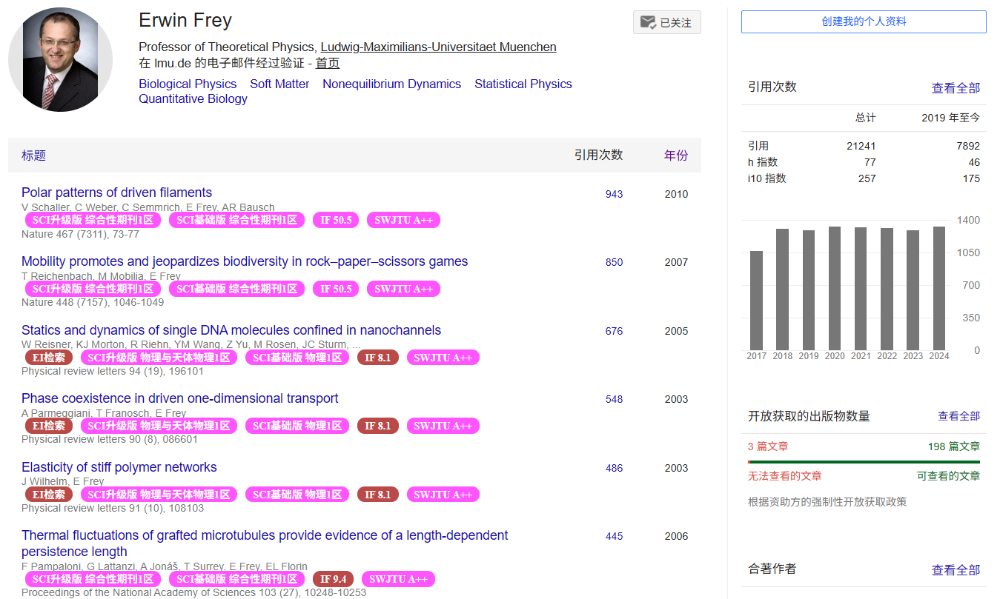 Erwin Frey
已关注
Professor of Theoretical Physics, Ludwig-Maximilians-Universitaet Muenchen
在 lmu.de 的电子邮件经过验证 - 首页
Biological Physics Soft Matter Nonequilibrium Dynamics Statistical Physics
Quantitative Biology
标题 引用次数 年份
Polar patterns of driven filaments 943 2010
V Schaller, C Weber, C Semmrich, E Frey, AR Bausch
SCI升级版 综合性期刊1区 SCI基础版 综合性期刊1区 IF 50.5 SWJTU A++
Nature 467 (7311), 73-77
Mobility promotes and jeopardizes biodiversity in rock–paper–scissors games 850 2007
T Reichenbach, M Mobilia, E Frey
SCI升级版 综合性期刊1区 SCI基础版 综合性期刊1区 IF 50.5 SWJTU A++
Nature 448 (7157), 1046-1049
Statics and dynamics of single DNA molecules confined in nanochannels 676 2005
W Reisner, KJ Morton, R Riehn, YM Wang, Z Yu, M Rosen, JC Sturm, ...
EI检索 SCI升级版 物理与天体物理1区 SCI基础版 物理1区 IF 8.1 SWJTU A++
Physical review letters 94 (19), 196101
Phase coexistence in driven one-dimensional transport 548 2003
A Parmeggiani, T Franosch, E Frey
EI检索 SCI升级版 物理与天体物理1区 SCI基础版 物理1区 IF 8.1 SWJTU A++
Physical review letters 90 (8), 086601
Elasticity of stiff polymer networks 486 2003
J Wilhelm, E Frey
EI检索 SCI升级版 物理与天体物理1区 SCI基础版 物理1区 IF 8.1 SWJTU A++
Physical review letters 91 (10), 108103
Thermal fluctuations of grafted microtubules provide evidence of a length-dependent 445 2006
persistence length
F Pampaloni, G Lattanzi, A Jonáš, T Surrey, E Frey, EL Florin
SCI升级版 综合性期刊1区 SCI基础版 综合性期刊1区 IF 9.4 SWJTU A++
Proceedings of the National Academy of Sciences 103 (27), 10248-10253
创建我的个人资料
引用次数 查看全部
总计 2019 年至今
引用 21241 7892
h 指数 77 46
i10 指数 257 175
1400
1050
700
350
0
2017 2018 2019 2020 2021 2022 2023 2024
开放获取的出版物数量 查看全部
3 篇文章 198 篇文章
无法查看的文章 可查看的文章
根据资助方的强制性开放获取政策
合著作者 查看全部